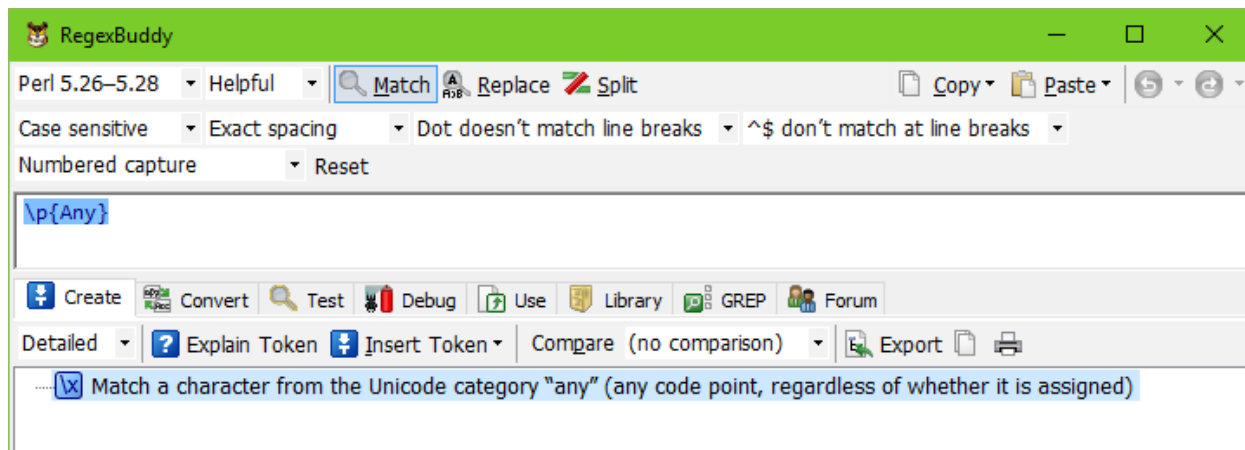 RegexBuddy
Perl 5.26–5.28 Helpful Match Replace Split Copy Paste
Case sensitive Exact spacing Dot doesn’t match line breaks ^$ don’t match at line breaks
Numbered capture Reset
\p{Any}
Create Convert Test Debug Use Library GREP Forum
Detailed Explain Token Insert Token Compare (no comparison) Export
\x Match a character from the Unicode category “any” (any code point, regardless of whether it is assigned)